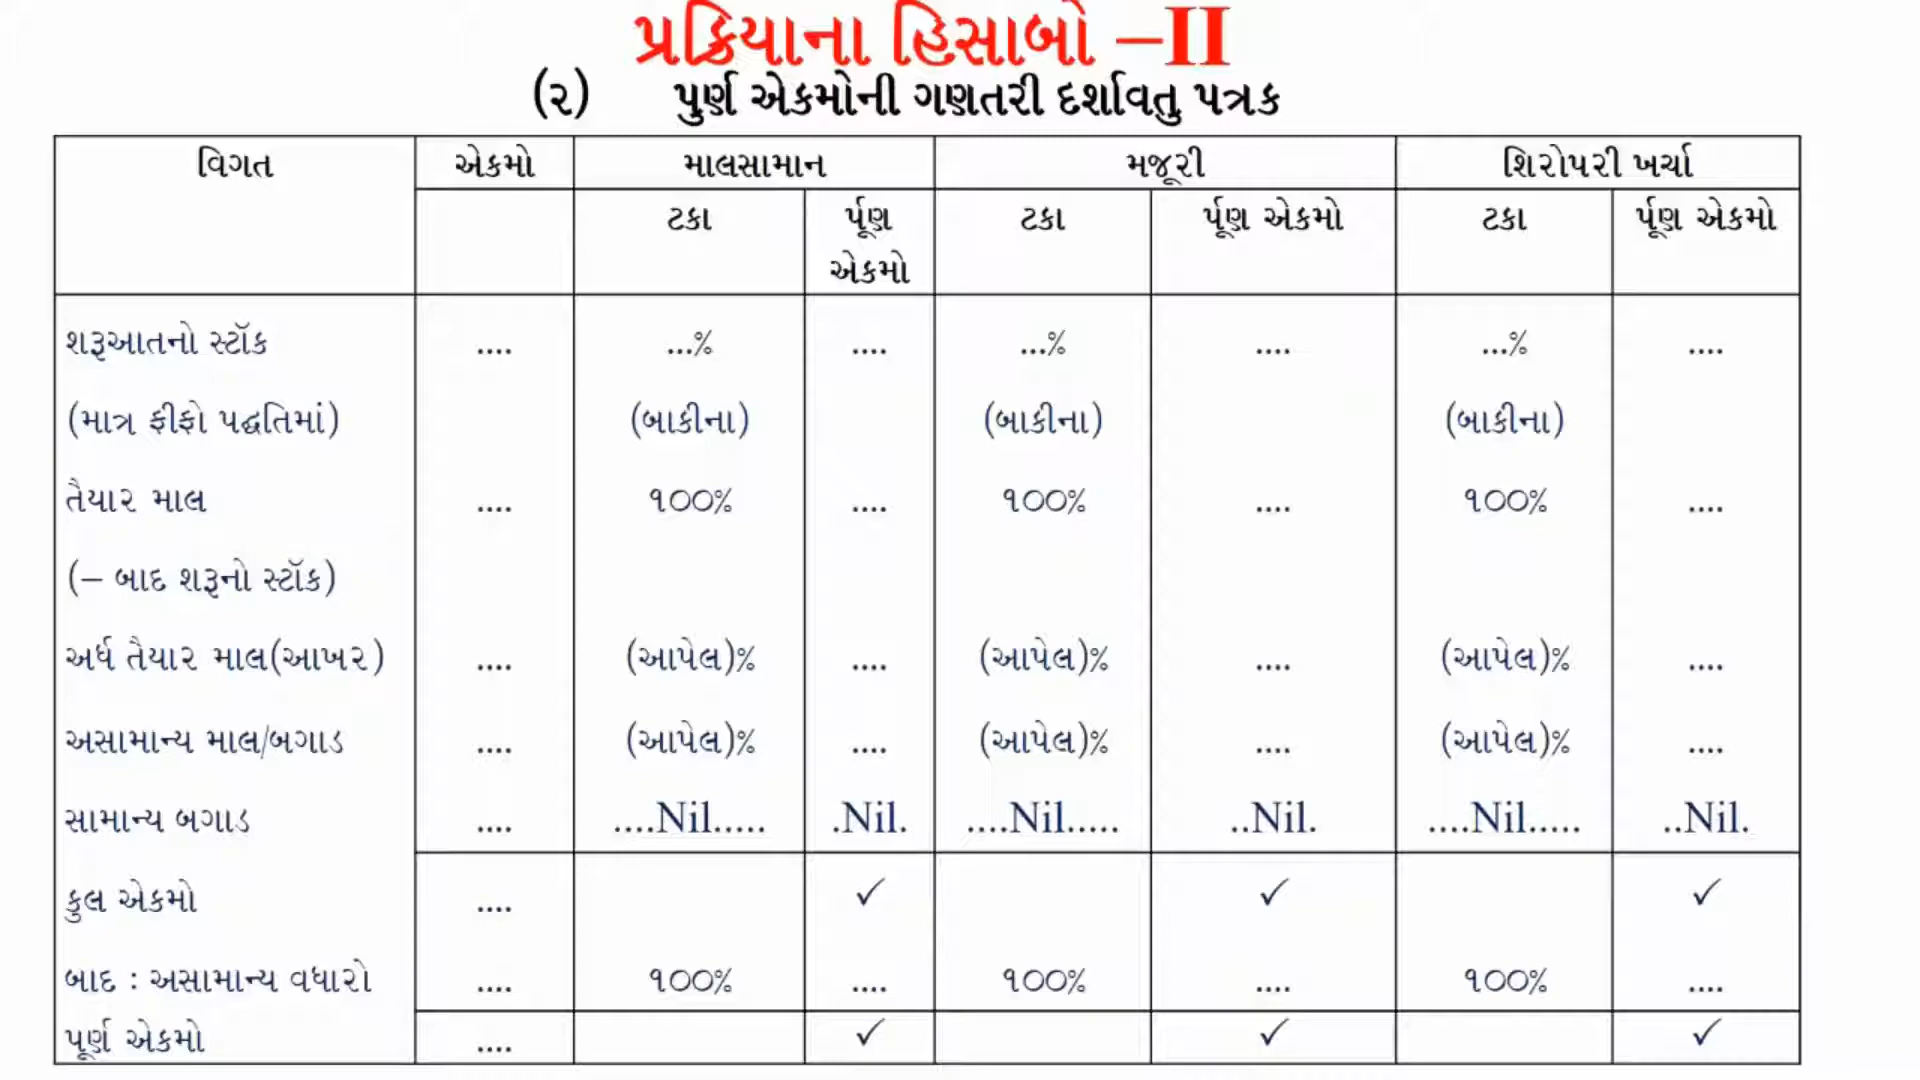 પ્રક્રિયાના હિસાબો –II
(૨) પુર્ણ એકમોની ગણતરી દર્શાવતુ પત્રક
વિગત એકમો માલસામાન મજૂરી શિરોપરી ખર્ચા
ટકા ર્પૂણ ટકા ર્પૂણ એકમો ટકા ર્પૂણ એકમો
એકમો
શરૂઆતનો સ્ટૉક .... ...% .... ...% .... ...% ....
(માત્ર ફીફો પદ્ધતિમાં) (બાકીના) (બાકીના) (બાકીના)
તૈયાર માલ .... ૧૦૦% .... ૧૦૦% .... ૧૦૦% ....
(– બાદ શરૂનો સ્ટૉક)
અર્ધ તૈયાર માલ(આખર) .... (આપેલ)% .... (આપેલ)% .... (આપેલ)% ....
અસામાન્ય માલ/બગાડ .... (આપેલ)% .... (આપેલ)% .... (આપેલ)% ....
સામાન્ય બગાડ .... ....Nil..... .Nil. ....Nil..... ..Nil. ....Nil..... ..Nil.
કુલ એકમો .... ✓ ✓ ✓
બાદ : અસામાન્ય વધારો .... ૧૦૦% .... ૧૦૦% .... ૧૦૦% ....
પૂર્ણ એકમો .... ✓ ✓ ✓